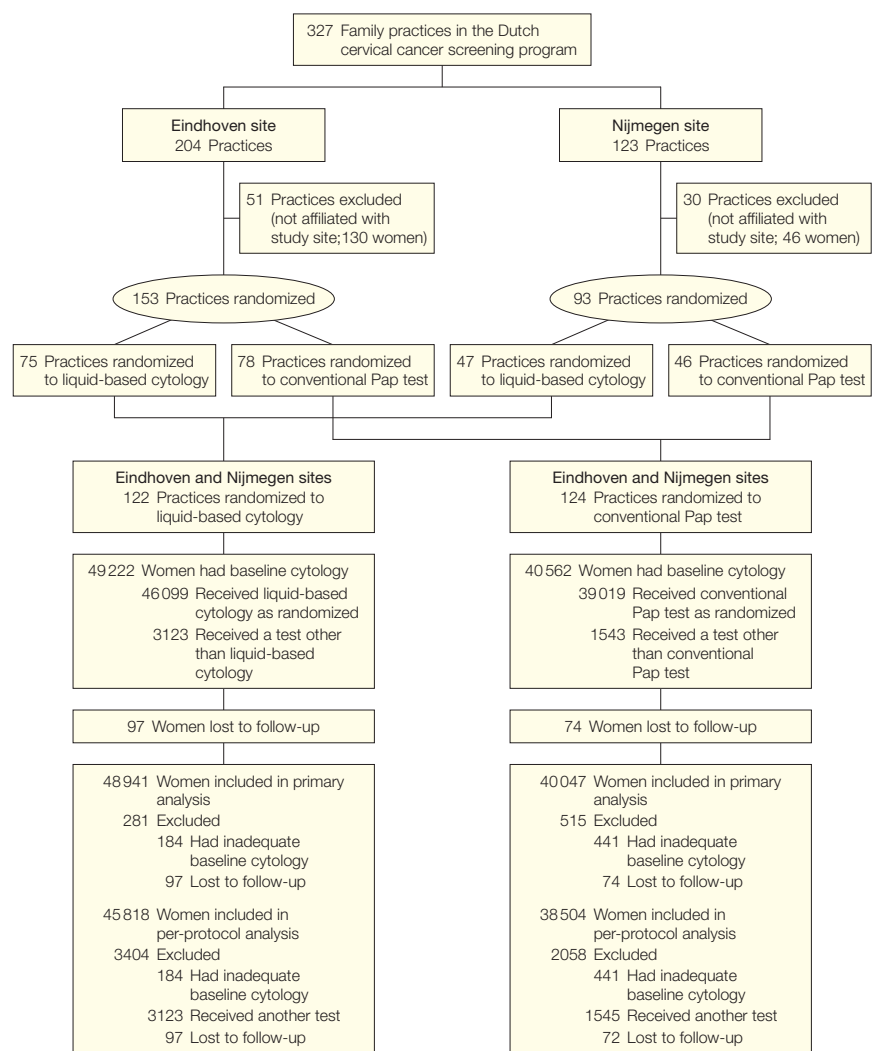 327 Family practices in the Dutch
cervical cancer screening program
Eindhoven site
204 Practices
Nijmegen site
123 Practices
51 Practices excluded
(not affiliated with
study site;130 women)
30 Practices excluded
(not affiliated with
study site; 46 women)
153 Practices randomized
93 Practices randomized
75 Practices randomized
to liquid-based cytology
78 Practices randomized
to conventional Pap test
47 Practices randomized
to liquid-based cytology
46 Practices randomized
to conventional Pap test
Eindhoven and Nijmegen sites
122 Practices randomized to
liquid-based cytology
Eindhoven and Nijmegen sites
124 Practices randomized to
conventional Pap test
49222 Women had baseline cytology
46099 Received liquid-based
cytology as randomized
3123 Received a test other
than liquid-based
cytology
40562 Women had baseline cytology
39019 Received conventional
Pap test as randomized
1543 Received a test other
than conventional
Pap test
97 Women lost to follow-up
74 Women lost to follow-up
48941 Women included in primary
analysis
281 Excluded
184 Had inadequate
baseline cytology
97 Lost to follow-up
45818 Women included in
per-protocol analysis
3404 Excluded
184 Had inadequate
baseline cytology
3123 Received another test
97 Lost to follow-up
40047 Women included in primary
analysis
515 Excluded
441 Had inadequate
baseline cytology
74 Lost to follow-up
38504 Women included in
per-protocol analysis
2058 Excluded
441 Had inadequate
baseline cytology
1545 Received another test
72 Lost to follow-up